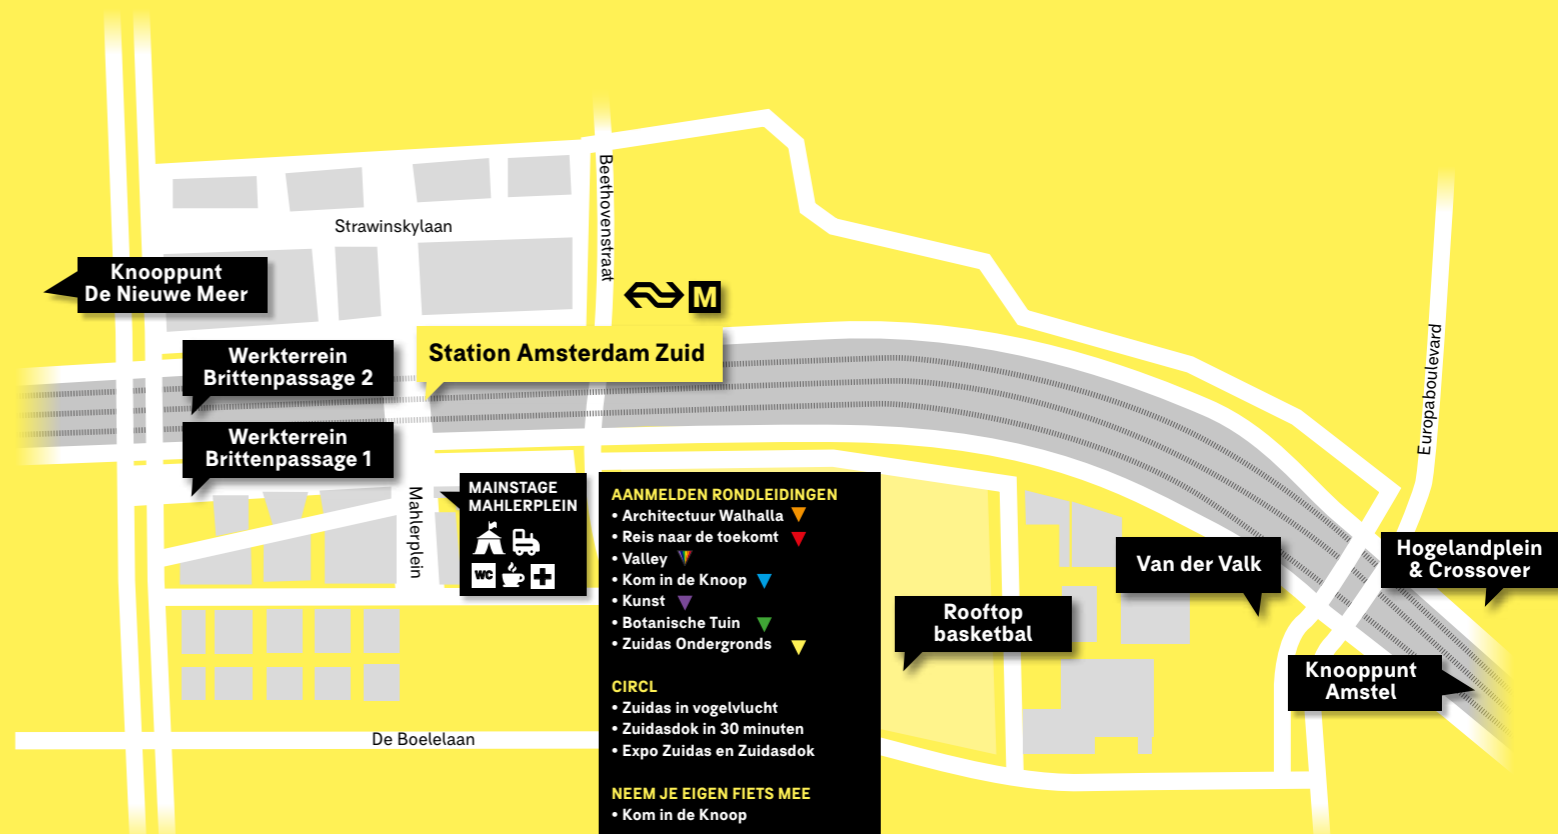 Beethovenstraat
Strawinskylaan
Knooppunt
De Nieuwe Meer
M
Station Amsterdam Zuid
Werkterrein
Brittenpassage 2
Werkterrein
Brittenpassage 1
Europaboulevard
Mahlerplein
MAINSTAGE
MAHLERPLEIN
WC
AANMELDEN RONDLEIDINGEN
• Architectuur Walhalla
• Reis naar de toekomt
• Valley
• Kom in de Knoop
• Kunst
• Botanische Tuin
• Zuidas Ondergronds
CIRCL
• Zuidas in vogelvlucht
• Zuidasdok in 30 minuten
• Expo Zuidas en Zuidasdok
NEEM JE EIGEN FIETS MEE
• Kom in de Knoop
Rooftop
basketbal
Van der Valk
Hogelandplein
& Crossover
Knooppunt
Amstel
De Boelelaan